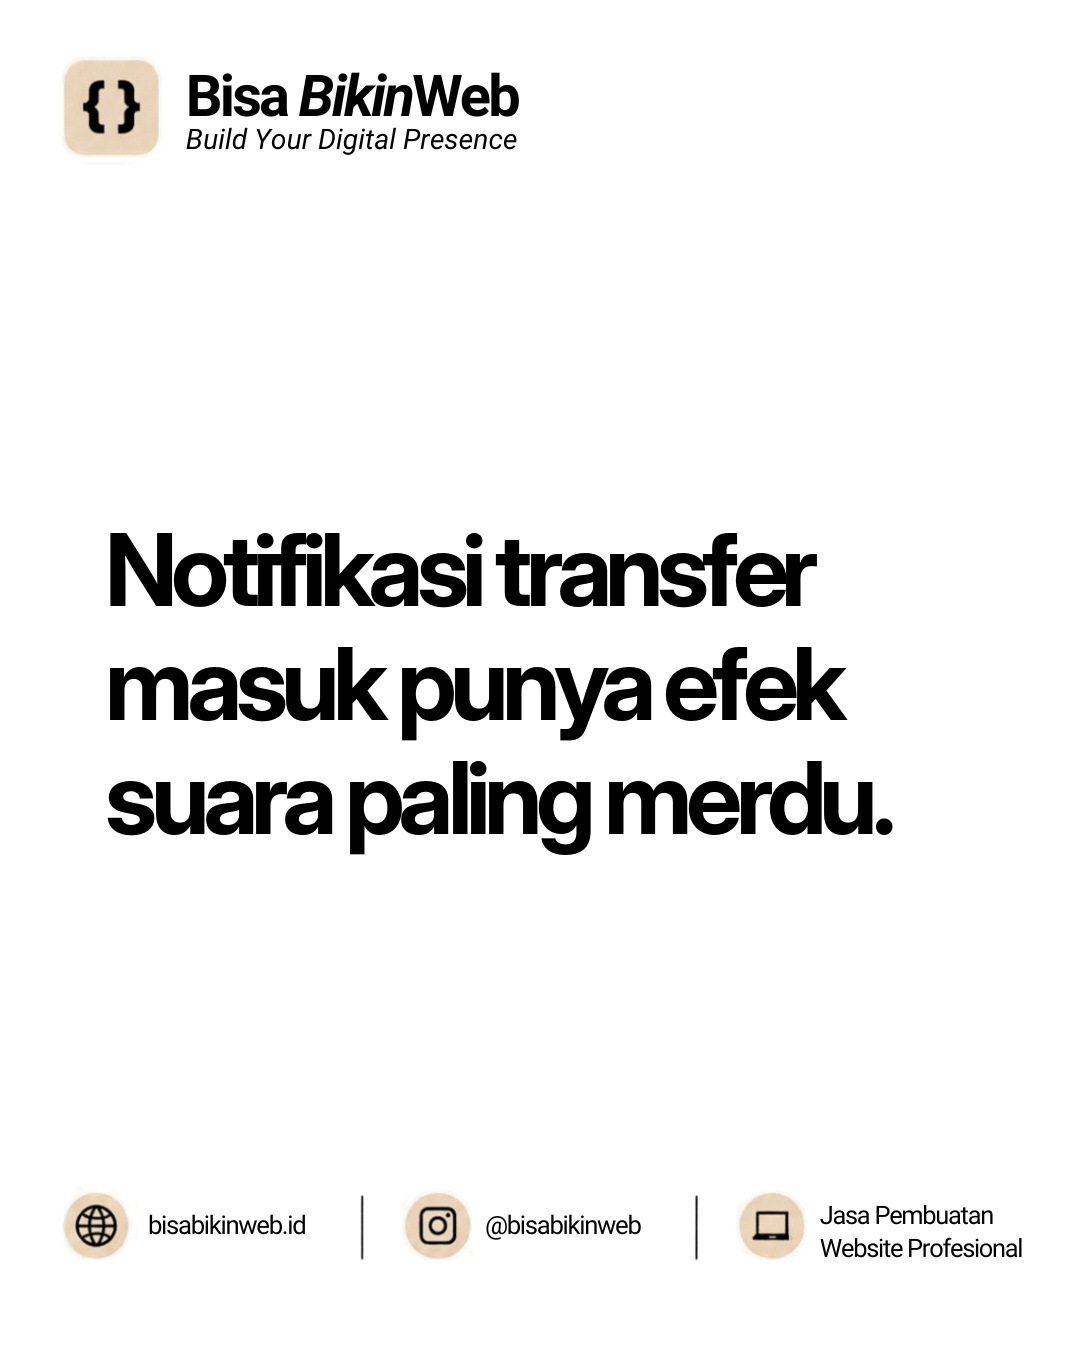 { }
Bisa BikinWeb
Build Your Digital Presence
Notifikasi transfer
masuk punya efek
suara paling merdu.
bisabikinweb.id
@bisabikinweb
Jasa Pembuatan
Website Profesional